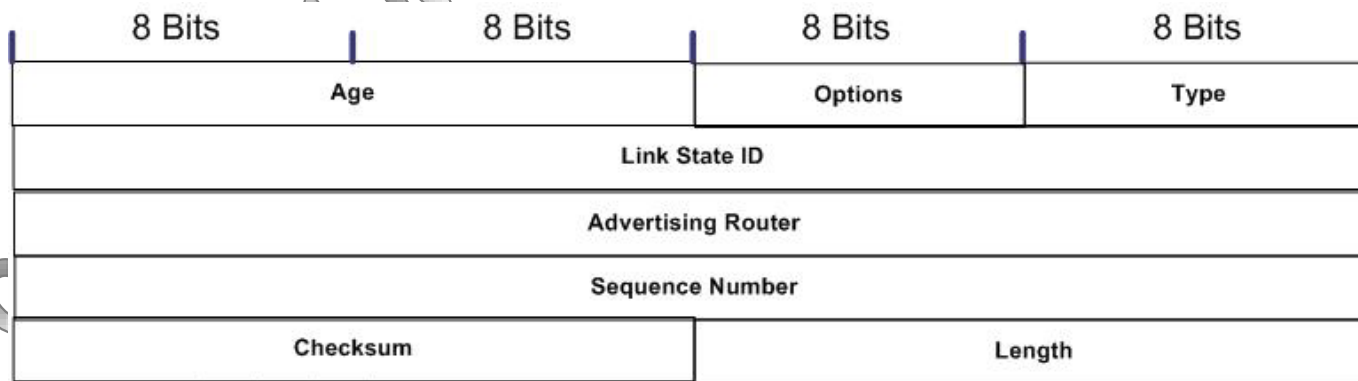 8 Bits 8 Bits 8 Bits 8 Bits
Age Options Type
Link State ID
Advertising Router
Sequence Number
Checksum Length